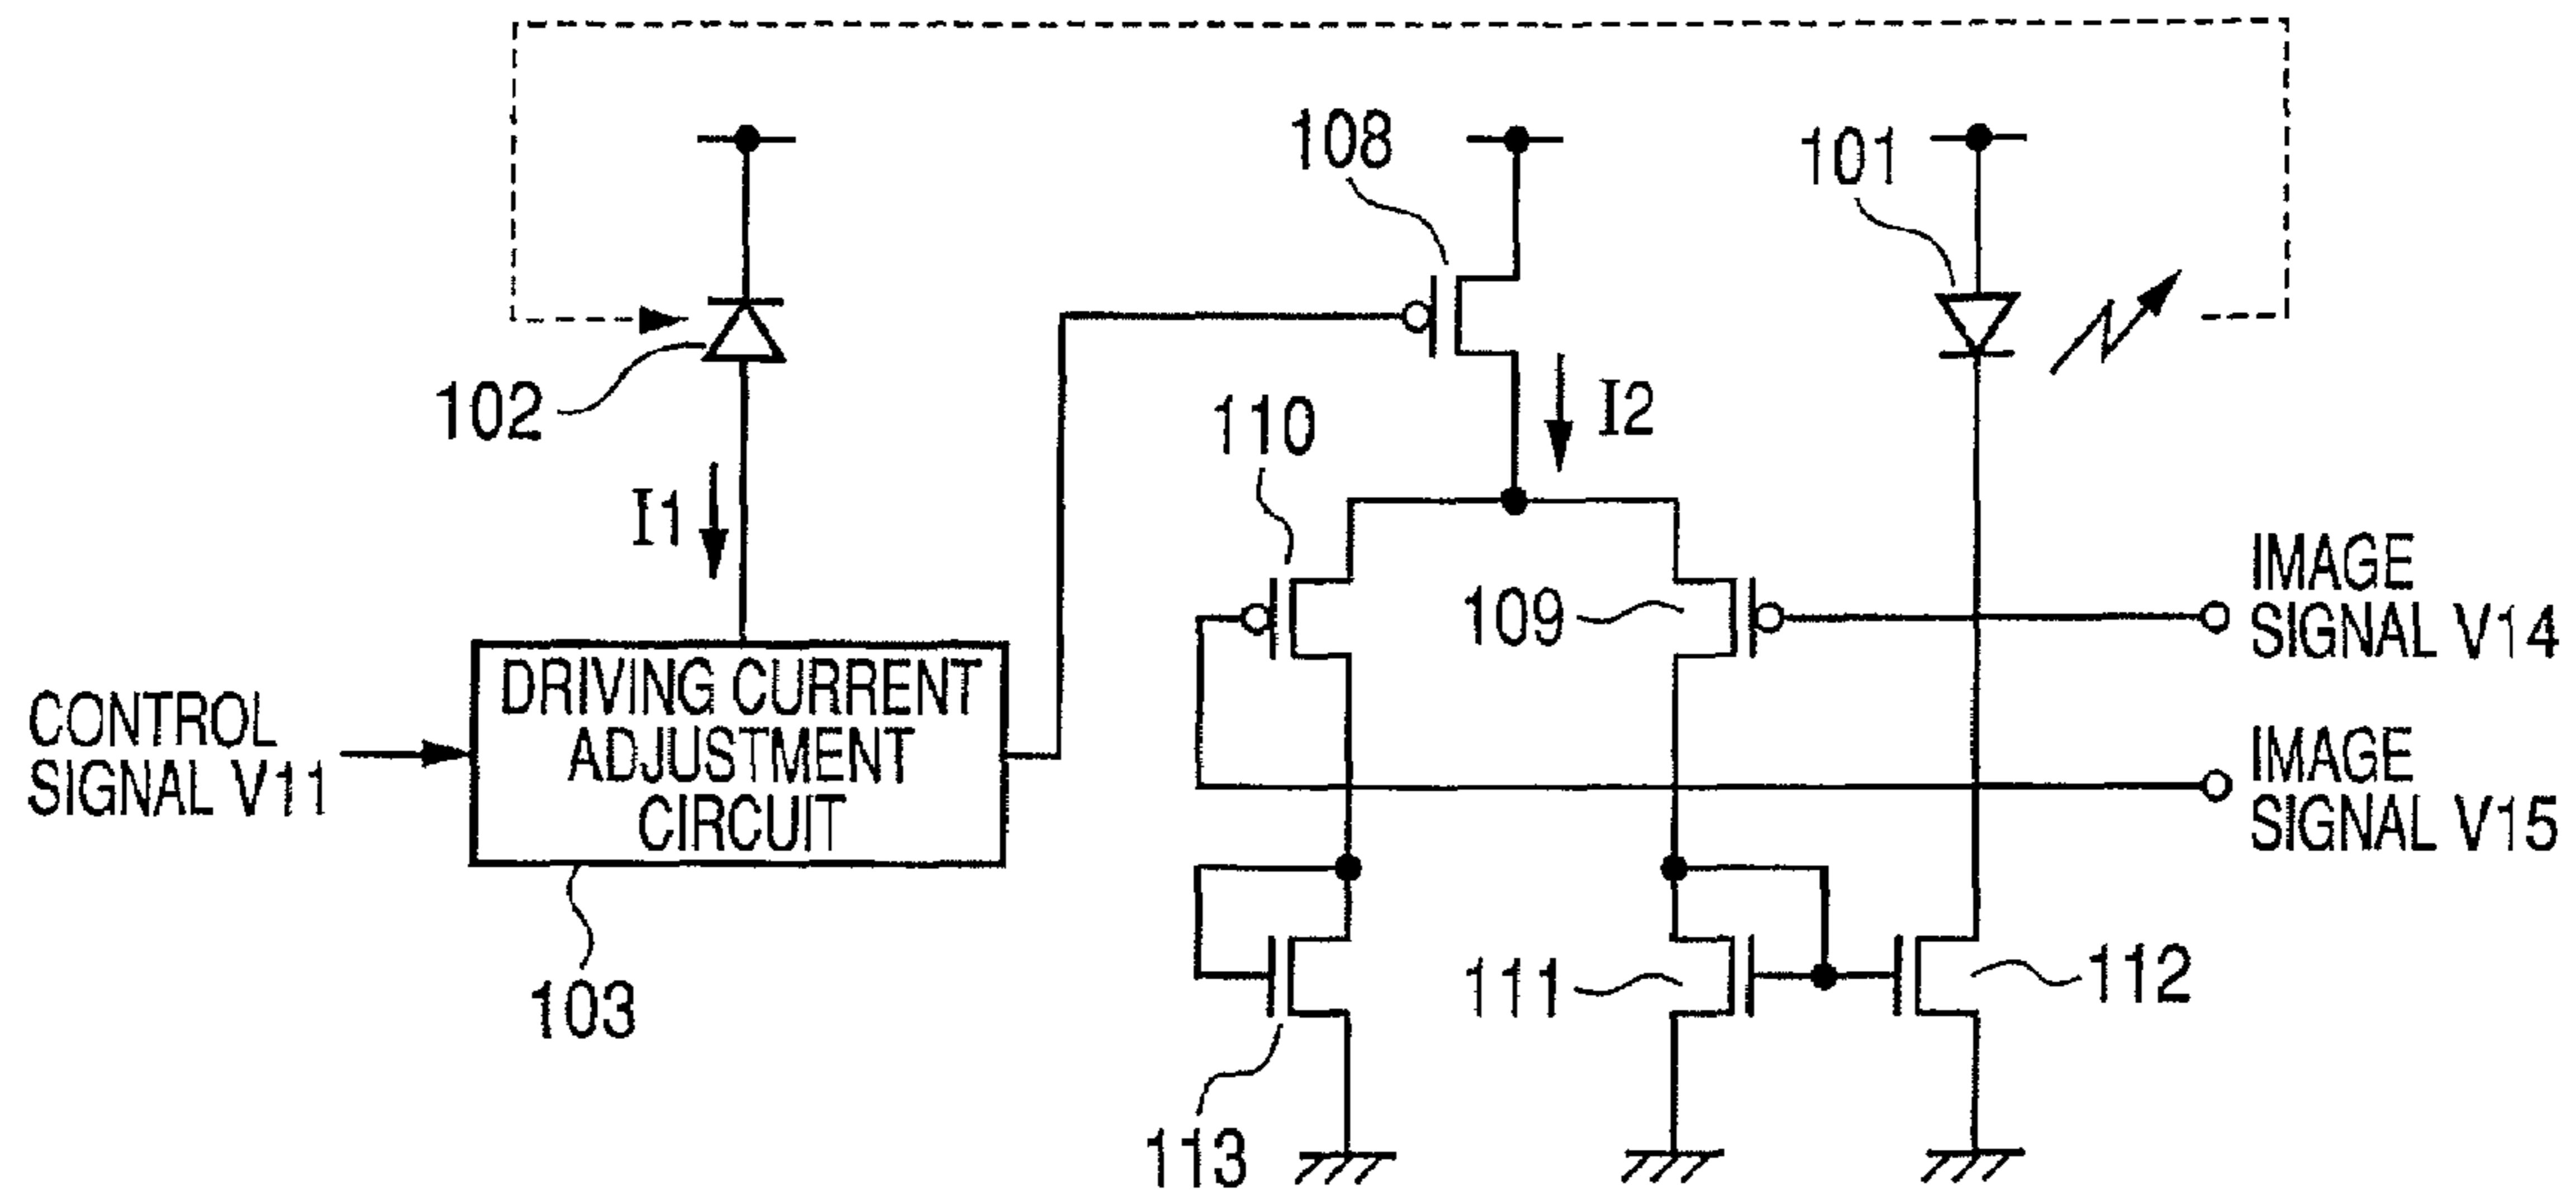 108
101
102
I2
110
I1
109
IMAGE
SIGNAL V14
DRIVING CURRENT
ADJUSTMENT
CIRCUIT
CONTROL
SIGNAL V11
IMAGE
SIGNAL V15
103
111
112
113